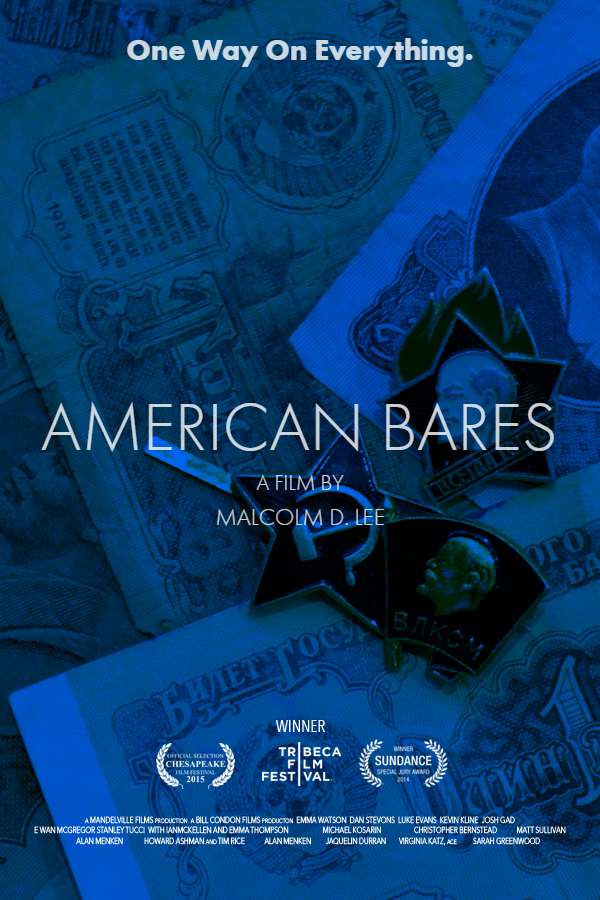 One Way On Everything.
1961
AMERICAN BARES
A FILM BY
MALCOLM D. LEE
ВЛКСМ
БИЛЕТ ГОСУ
WINNER
OFFICIAL SELECTION
CHESAPEAKE
FILM FESTIVAL
2015
TRIBECA
FILM
FESTIVAL
WINNER
SUNDANCE
SPECIAL JURY AWARD
2014
A MANDELVILLE FILMS PRODUCTION A BILL CONDON FILMS PRODUCTON EMMA WATSON DAN STEVONS LUKE EVANS KEVIN KLINE JOSH GAD
E WAN MCGREGOR STANLEY TUCCI WITH IANMCKELLEN AND EMMA THOMPSON MICHAEL KOSARIN CHRISTOPHER BERNSTEAD MATT SULLIVAN
ALAN MENKEN HOWARD ASHMAN AND TIM RICE ALAN MENKEN JAQUELIN DURRAN VIRGINIA KATZ, ACE SARAH GREENWOOD